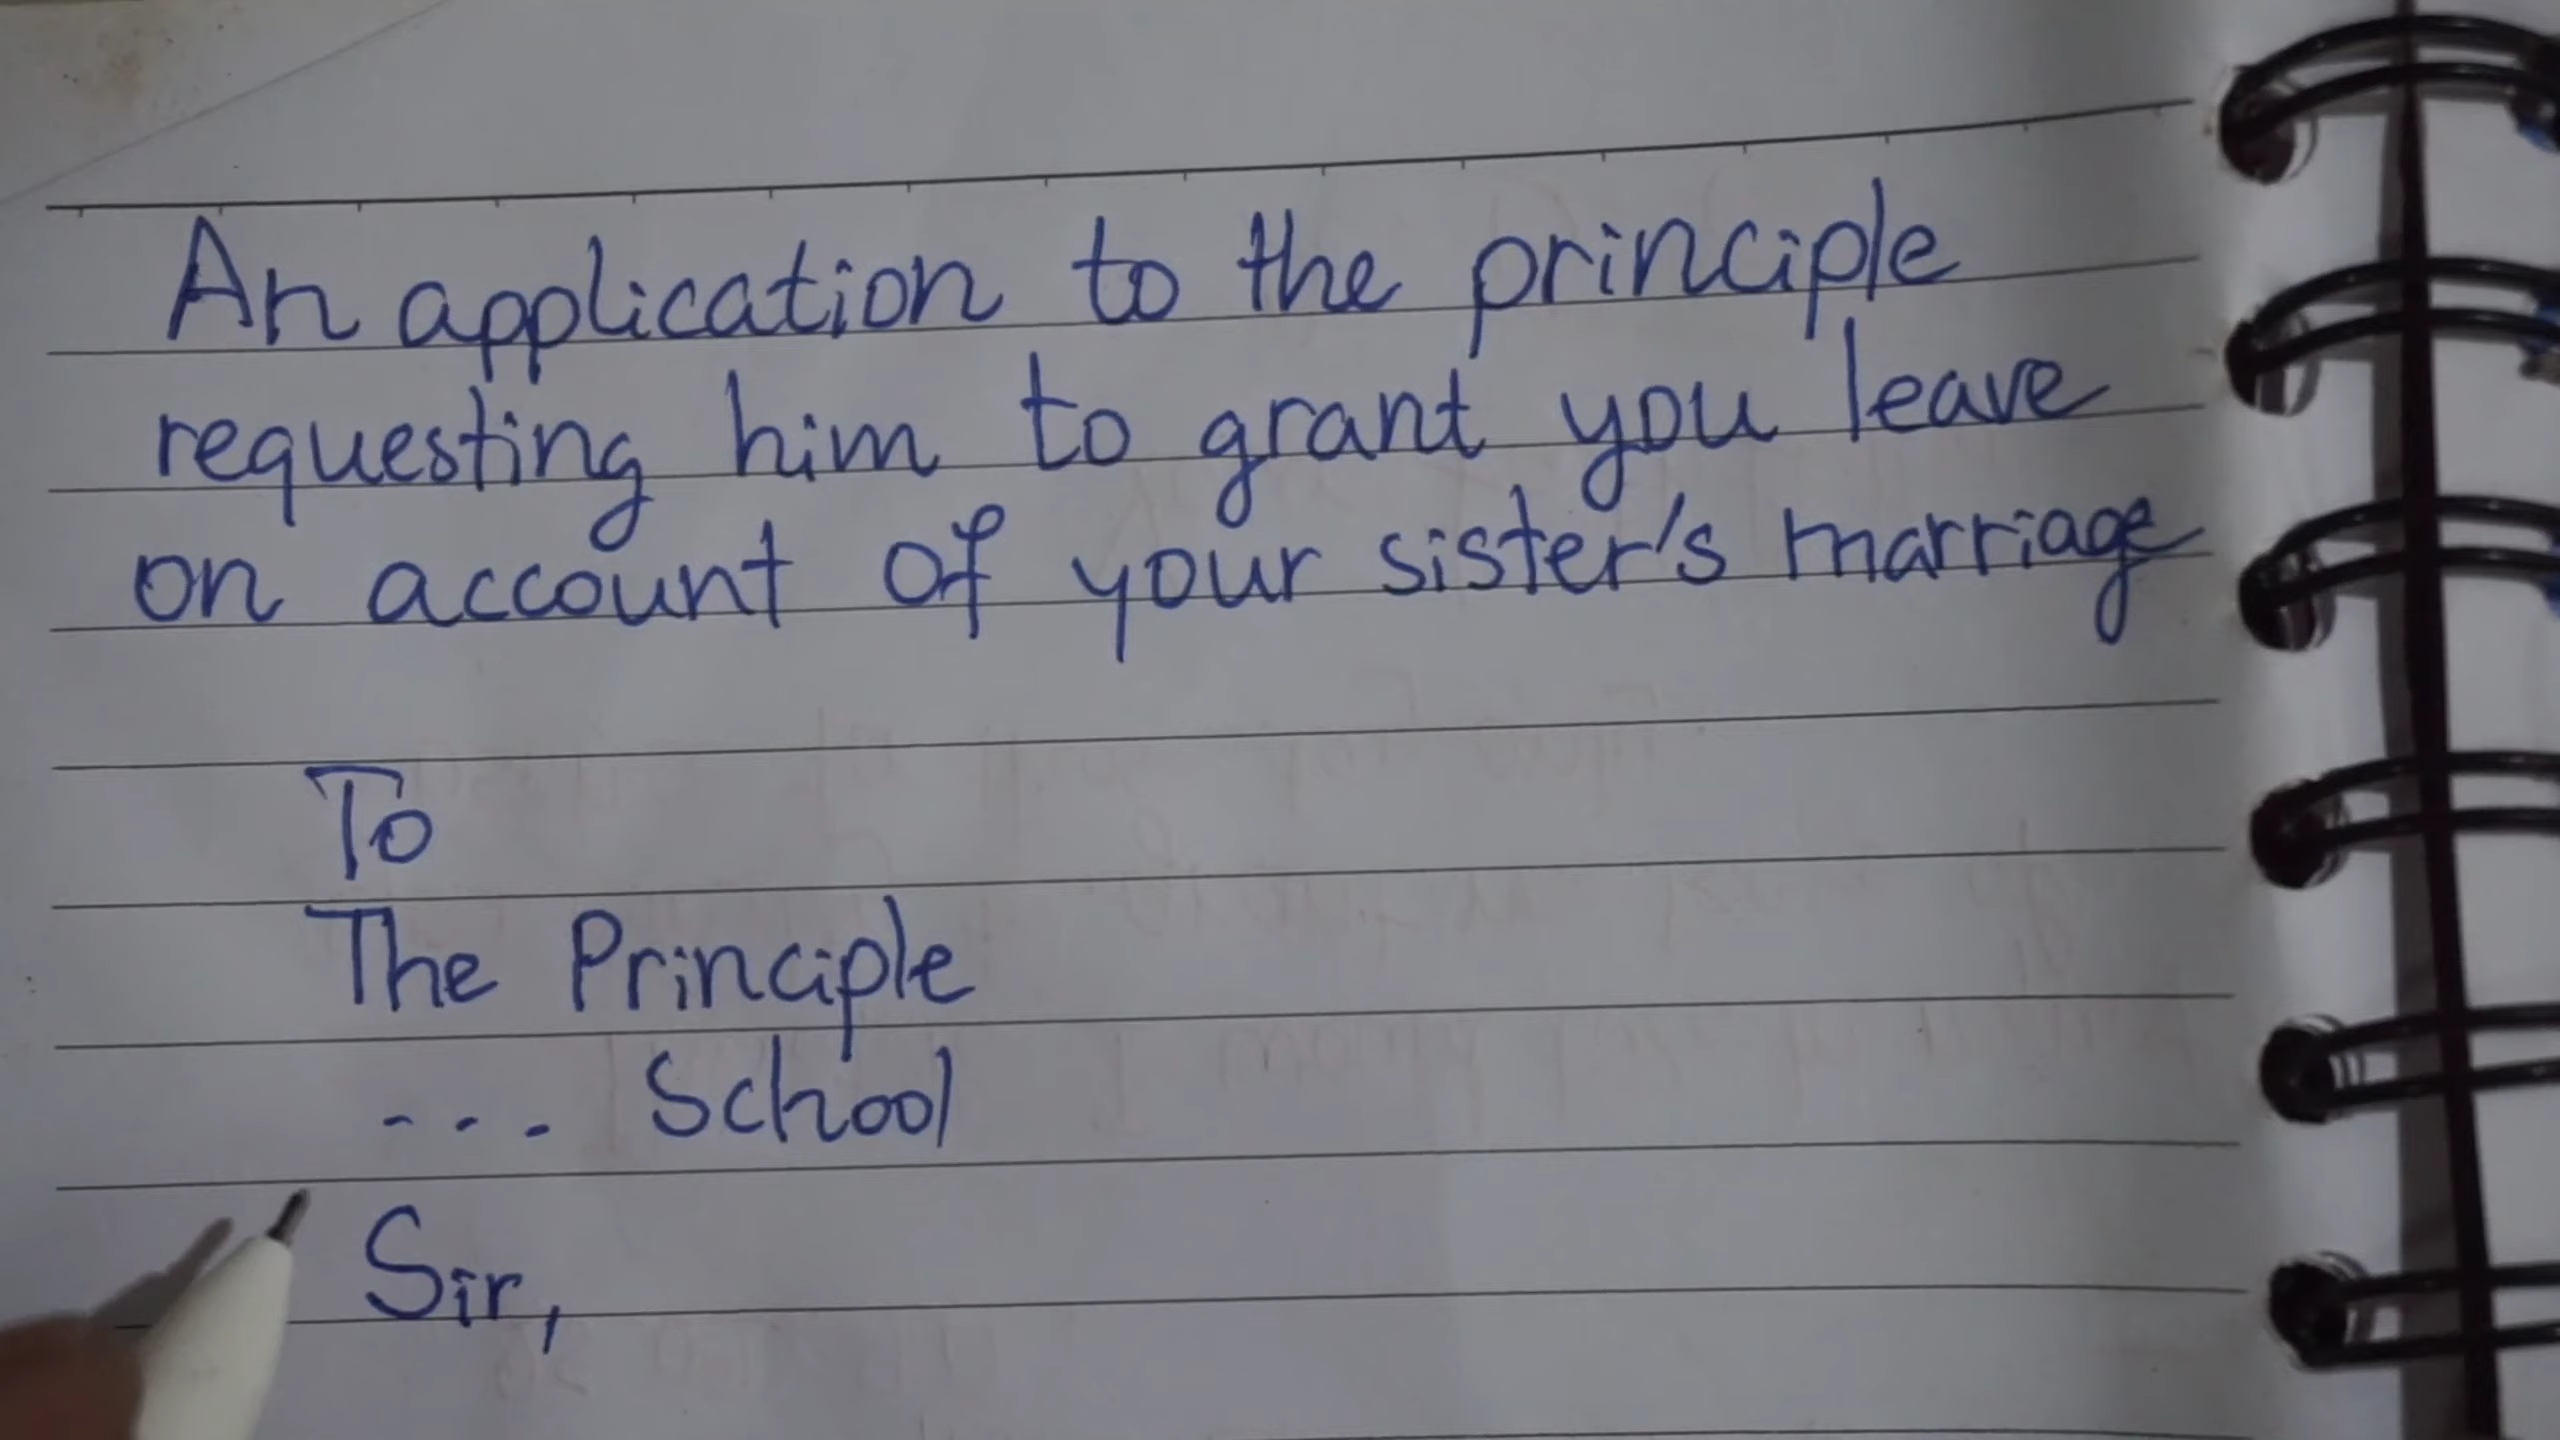 An application to the principle
requesting him to grant you leave
on account of your sister's marriage
To
The Principle
... School
Sir,